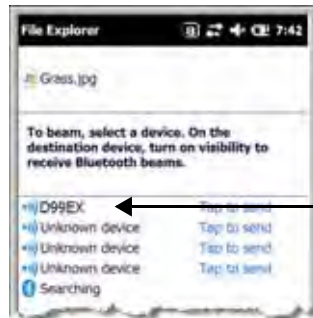 File Explorer 7:42
Grass.jpg
To beam, select a device. On the
destination device, turn on visibility to
receive Bluetooth beams.
D99EX Tap to send
Unknown device Tap to send
Unknown device Tap to send
Unknown device Tap to send
Searching